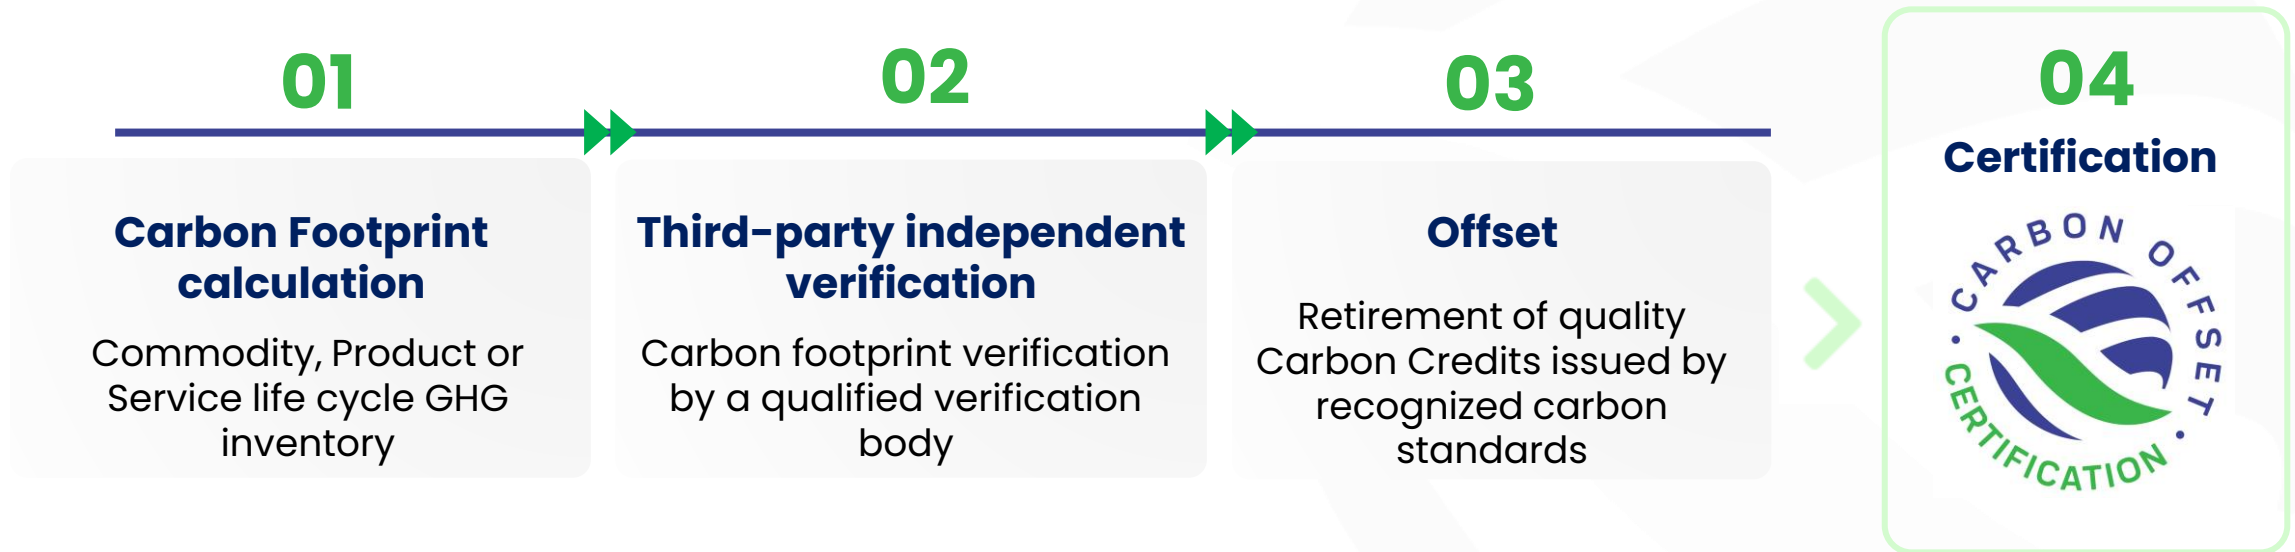 01
Carbon Footprint
calculation
Commodity, Product or
Service life cycle GHG
inventory
02
Third-party independent
verification
Carbon footprint verification
by a qualified verification
body
03
Offset
Retirement of quality
Carbon Credits issued by
recognized carbon
standards
04
Certification
CARBON OFFSET
CERTIFICATION